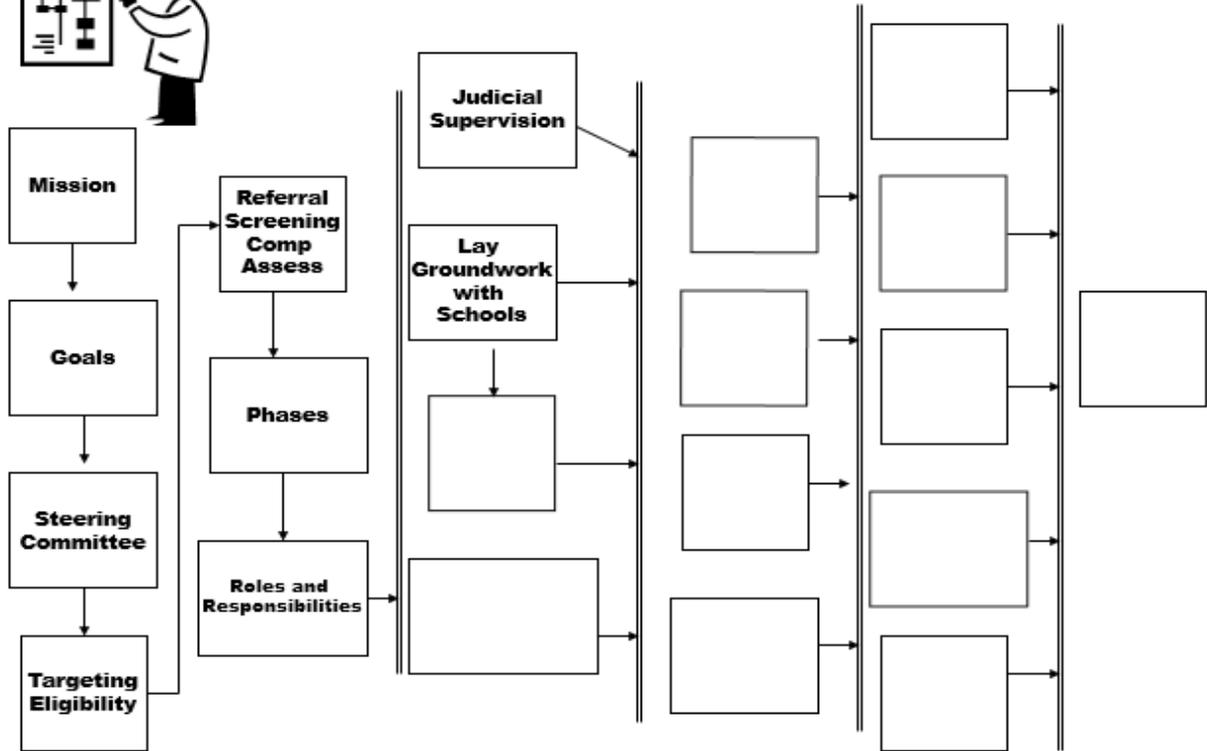 Mission
Goals
Steering
Committee
Targeting
Eligibility
Referral
Screening
Comp
Assess
Phases
Roles and
Responsibilities
Judicial
Supervision
Lay
Groundwork
with
Schools